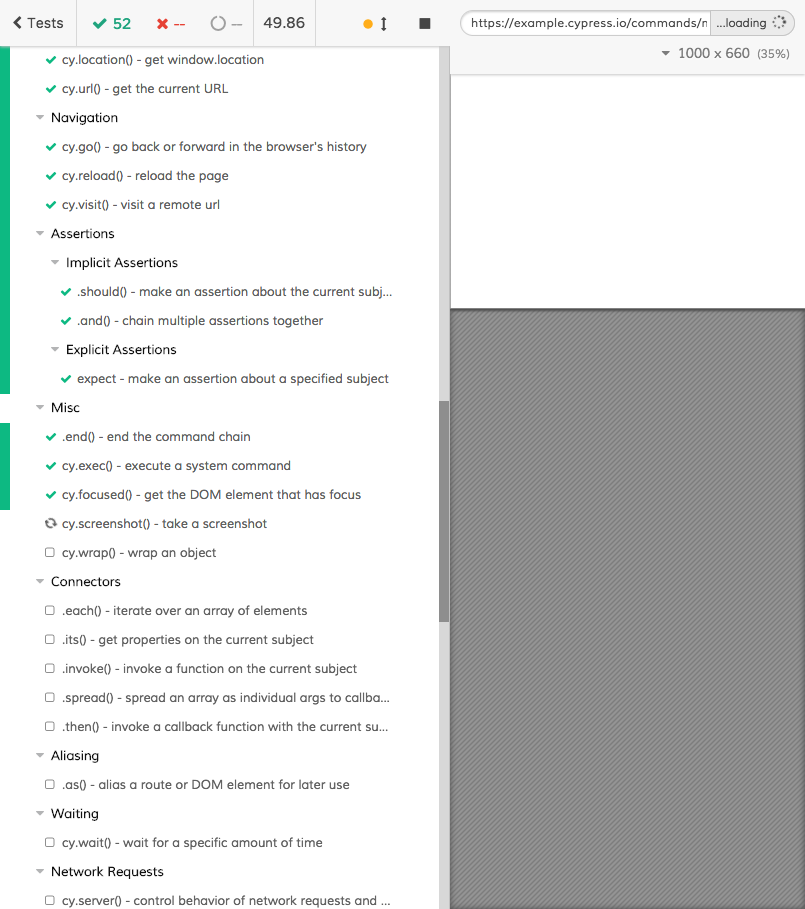 Tests
52
--
--
49.86
https://example.cypress.io/commands/
...loading
1000 x 660 (35%)
cy.location() - get window.location
cy.url() - get the current URL
Navigation
cy.go() - go back or forward in the browser's history
cy.reload() - reload the page
cy.visit() - visit a remote url
Assertions
Implicit Assertions
.should() - make an assertion about the current subj...
.and() - chain multiple assertions together
Explicit Assertions
expect - make an assertion about a specified subject
Misc
.end() - end the command chain
cy.exec() - execute a system command
cy.focused() - get the DOM element that has focus
cy.screenshot() - take a screenshot
cy.wrap() - wrap an object
Connectors
.each() - iterate over an array of elements
.its() - get properties on the current subject
.invoke() - invoke a function on the current subject
.spread() - spread an array as individual args to callba...
.then() - invoke a callback function with the current su...
Aliasing
.as() - alias a route or DOM element for later use
Waiting
cy.wait() - wait for a specific amount of time
Network Requests
cy.server() - control behavior of network requests and ...